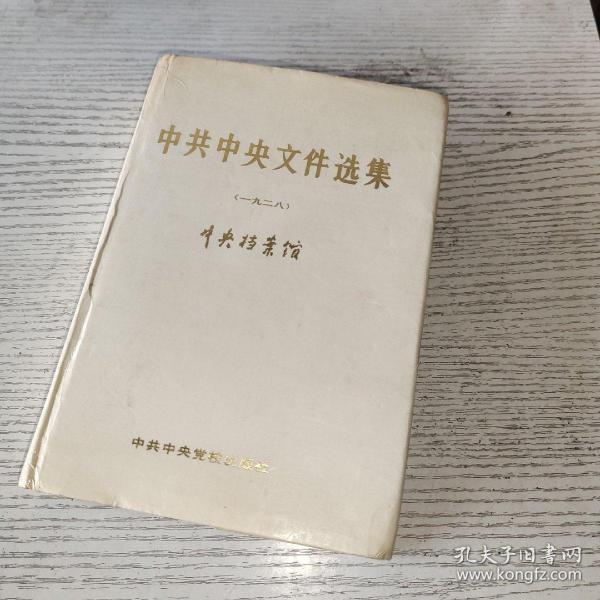 中共中央文件选集
（一九二八）
中央档案馆
中共中央党校出版社
孔夫子旧书网
www.kongfz.com